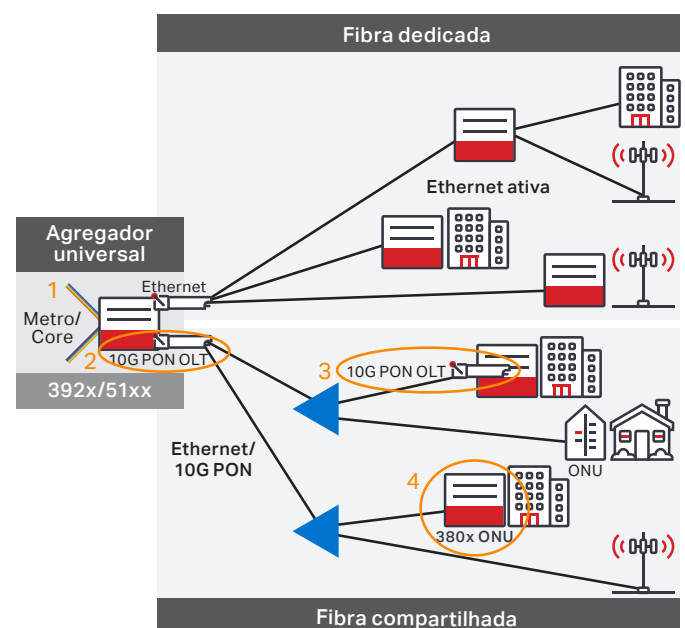 Fibra dedicada
Ethernet ativa
Agregador
universal
Ethernet
1
Metro/
Core
2
10G PON OLT
392x/51xx
3
10G PON OLT
ONU
Ethernet/
10G PON
4
380x ONU
Fibra compartilhada